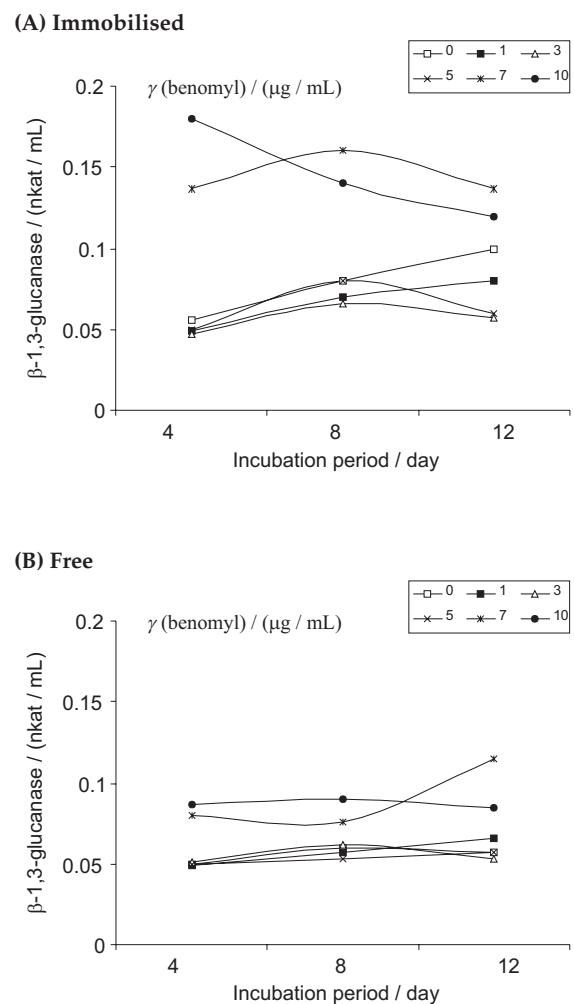 (A) Immobilised
0 1 3
5 7 10
γ (benomyl) / (μg / mL)
0.2
0.15
0.1
0.05
0
β-1,3-glucanase / (nkat / mL)
4 8 12
Incubation period / day
(B) Free
0 1 3
5 7 10
γ (benomyl) / (μg / mL)
0.2
0.15
0.1
0.05
0
β-1,3-glucanase / (nkat / mL)
4 8 12
Incubation period / day